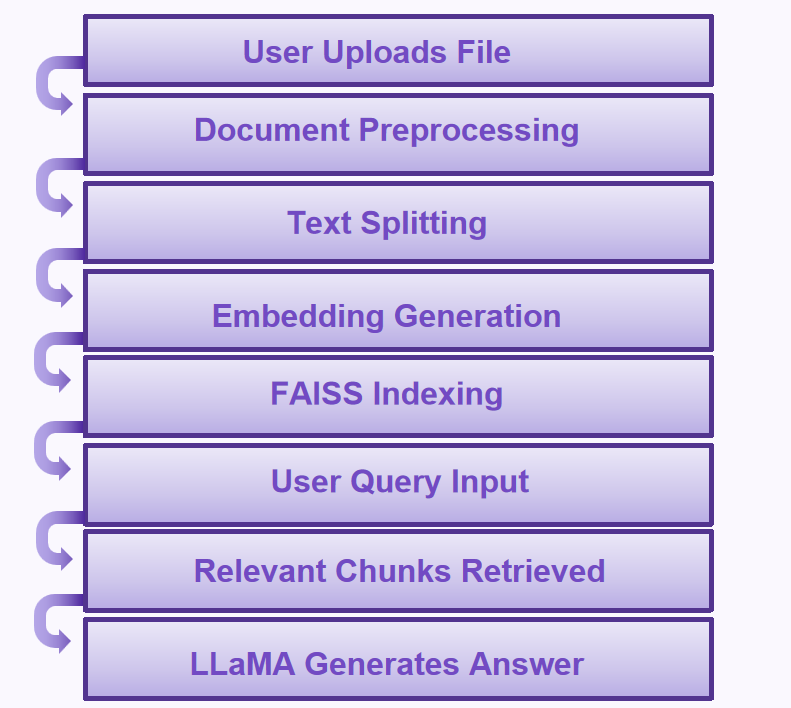 User Uploads File
Document Preprocessing
Text Splitting
Embedding Generation
FAISS Indexing
User Query Input
Relevant Chunks Retrieved
LLaMA Generates Answer